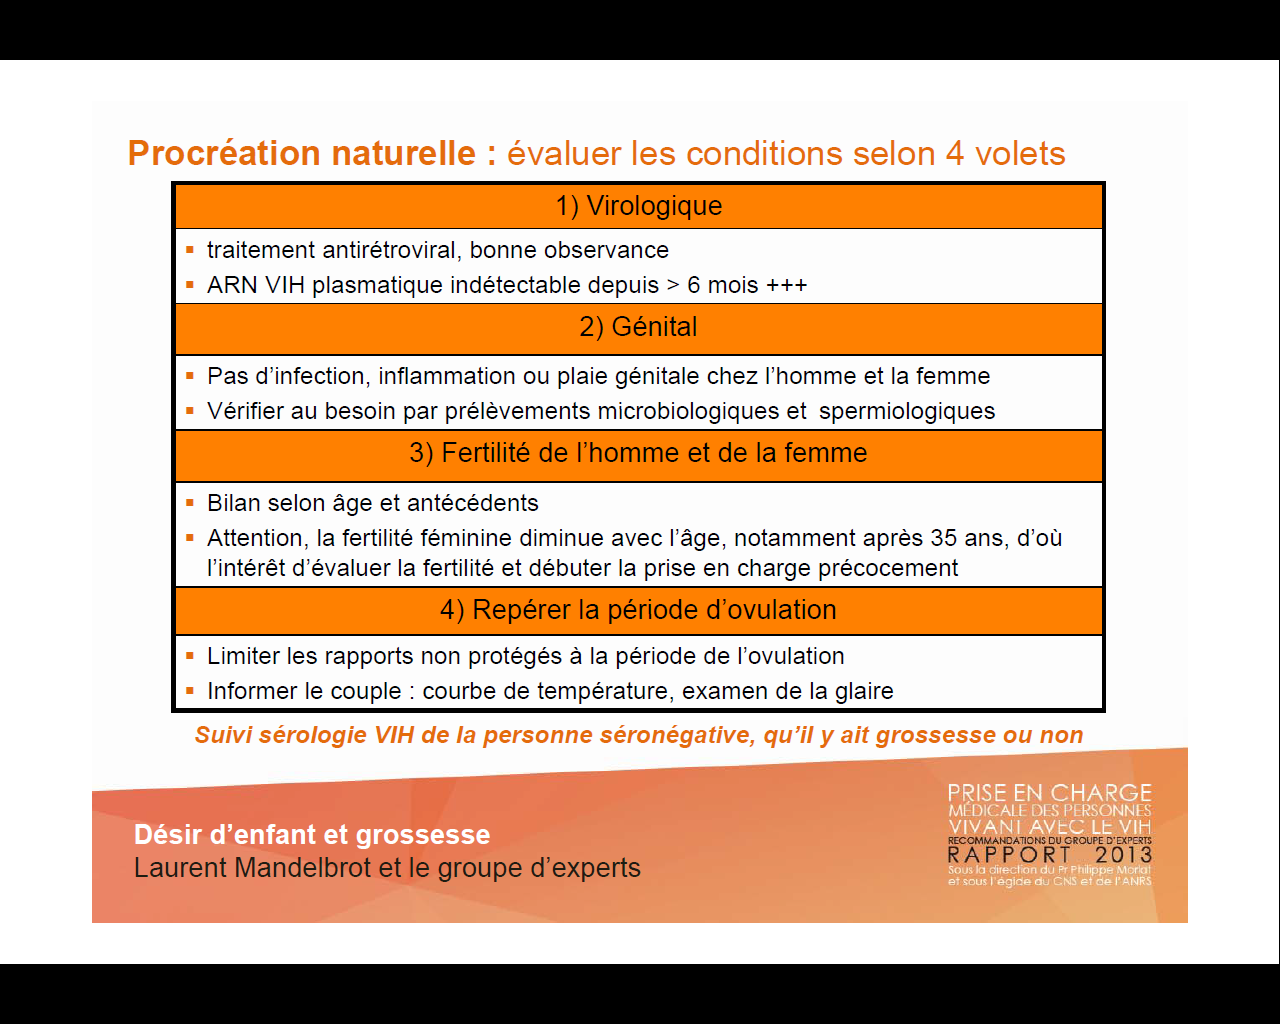 Procréation naturelle : évaluer les conditions selon 4 volets
1) Virologique
▪ traitement antirétroviral, bonne observance
▪ ARN VIH plasmatique indétectable depuis > 6 mois +++
2) Génital
▪ Pas d’infection, inflammation ou plaie génitale chez l’homme et la femme
▪ Vérifier au besoin par prélèvements microbiologiques et spermiologiques
3) Fertilité de l’homme et de la femme
▪ Bilan selon âge et antécédents
▪ Attention, la fertilité féminine diminue avec l’âge, notamment après 35 ans, d’où
l’intérêt d’évaluer la fertilité et débuter la prise en charge précocement
4) Repérer la période d’ovulation
▪ Limiter les rapports non protégés à la période de l’ovulation
▪ Informer le couple : courbe de température, examen de la glaire
Suivi sérologie VIH de la personne séronégative, qu’il y ait grossesse ou non
Désir d’enfant et grossesse
Laurent Mandelbrot et le groupe d’experts
PRISE EN CHARGE
MÉDICALE DES PERSONNES
VIVANT AVEC LE VIH
RECOMMANDATIONS DU GROUPE D’EXPERTS
RAPPORT 2013
Sous la direction du Pr Philippe Morlat
et sous l’égide du CNS et de l’ANRS